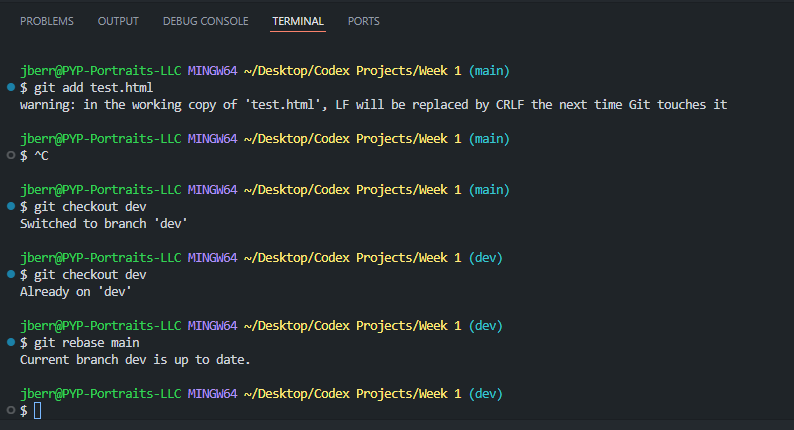 PROBLEMS OUTPUT DEBUG CONSOLE TERMINAL PORTS
jberr@PYP-Portraits-LLC MINGW64 ~/Desktop/Codex Projects/Week 1 (main)
$ git add test.html
warning: in the working copy of 'test.html', LF will be replaced by CRLF the next time Git touches it
jberr@PYP-Portraits-LLC MINGW64 ~/Desktop/Codex Projects/Week 1 (main)
$ ^C
jberr@PYP-Portraits-LLC MINGW64 ~/Desktop/Codex Projects/Week 1 (main)
$ git checkout dev
Switched to branch 'dev'
jberr@PYP-Portraits-LLC MINGW64 ~/Desktop/Codex Projects/Week 1 (dev)
$ git checkout dev
Already on 'dev'
jberr@PYP-Portraits-LLC MINGW64 ~/Desktop/Codex Projects/Week 1 (dev)
$ git rebase main
Current branch dev is up to date.
jberr@PYP-Portraits-LLC MINGW64 ~/Desktop/Codex Projects/Week 1 (dev)
$